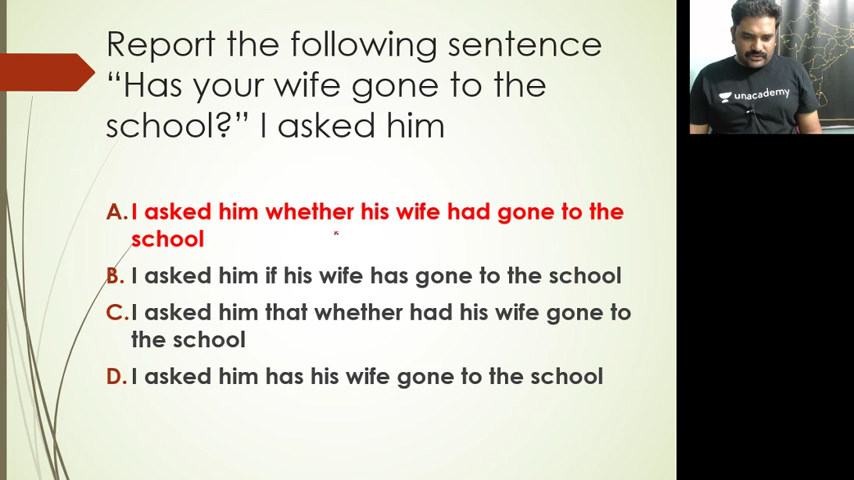 Report the following sentence
“Has your wife gone to the
school?” I asked him
A. I asked him whether his wife had gone to the
school
B. I asked him if his wife has gone to the school
C. I asked him that whether had his wife gone to
the school
D. I asked him has his wife gone to the school
unacademy